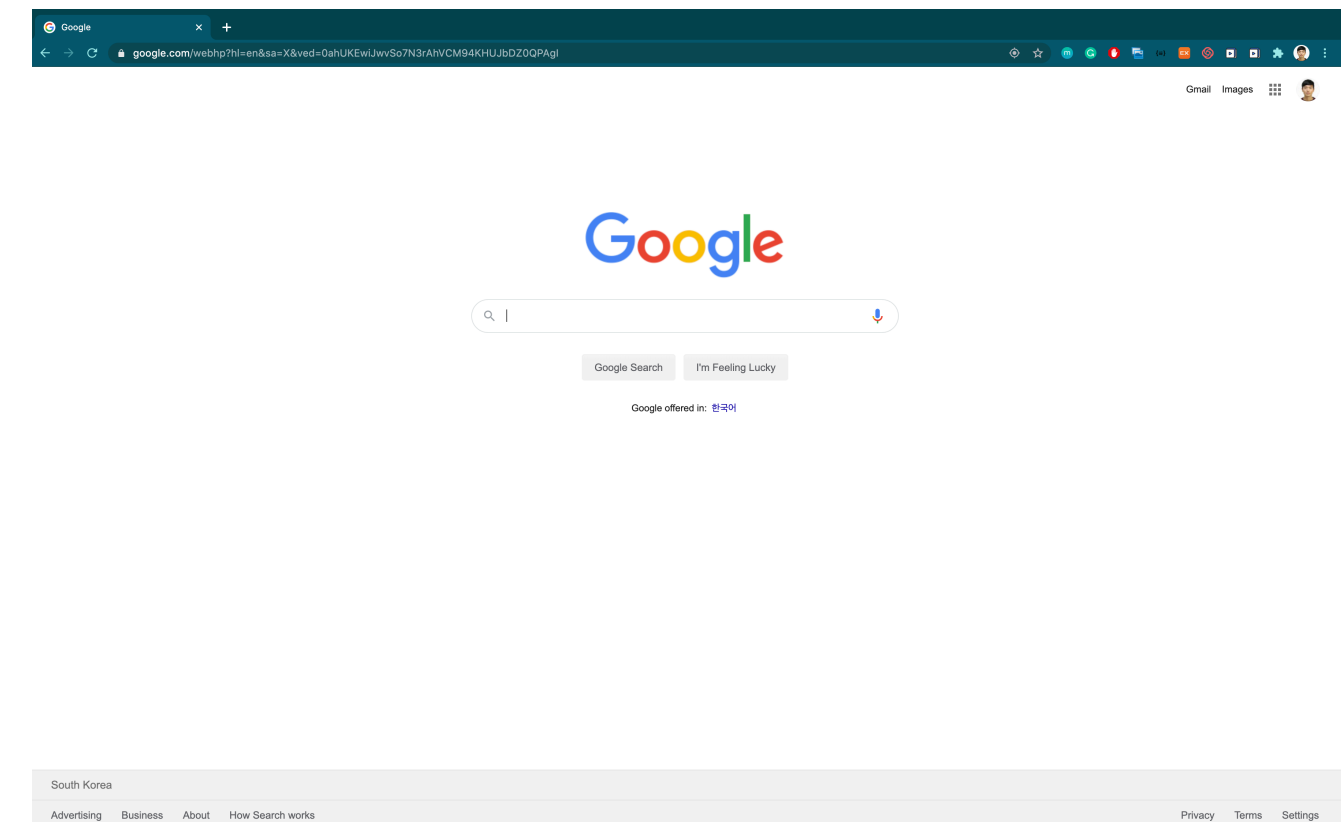 Google
google.com/webhp?hl=en&sa=X&ved=0ahUKEwiJwvSo7N3rAhVCM94KHUJbDZ0QPAgI
Gmail Images
Google
Google Search I'm Feeling Lucky
Google offered in: 한국어
South Korea
Advertising Business About How Search works
Privacy Terms Settings